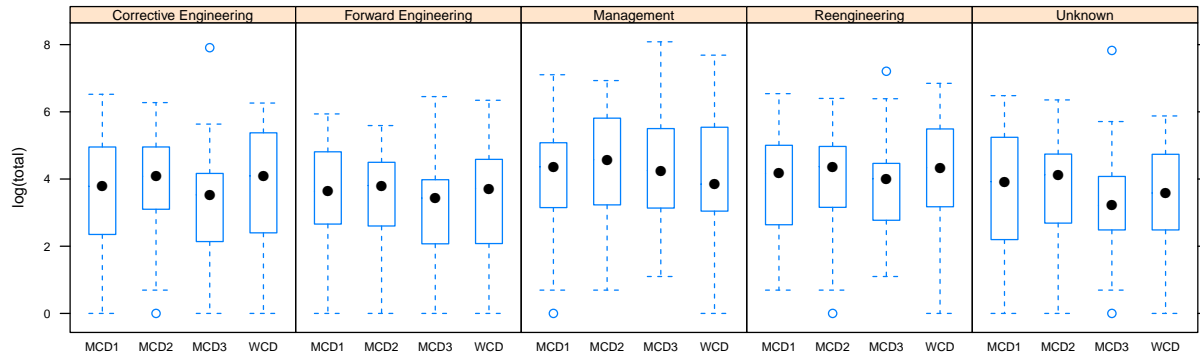 Corrective Engineering Forward Engineering Management Reengineering Unknown
8
6
4
2
0
log(total)
MCD1 MCD2 MCD3 WCD MCD1 MCD2 MCD3 WCD MCD1 MCD2 MCD3 WCD MCD1 MCD2 MCD3 WCD MCD1 MCD2 MCD3 WCD